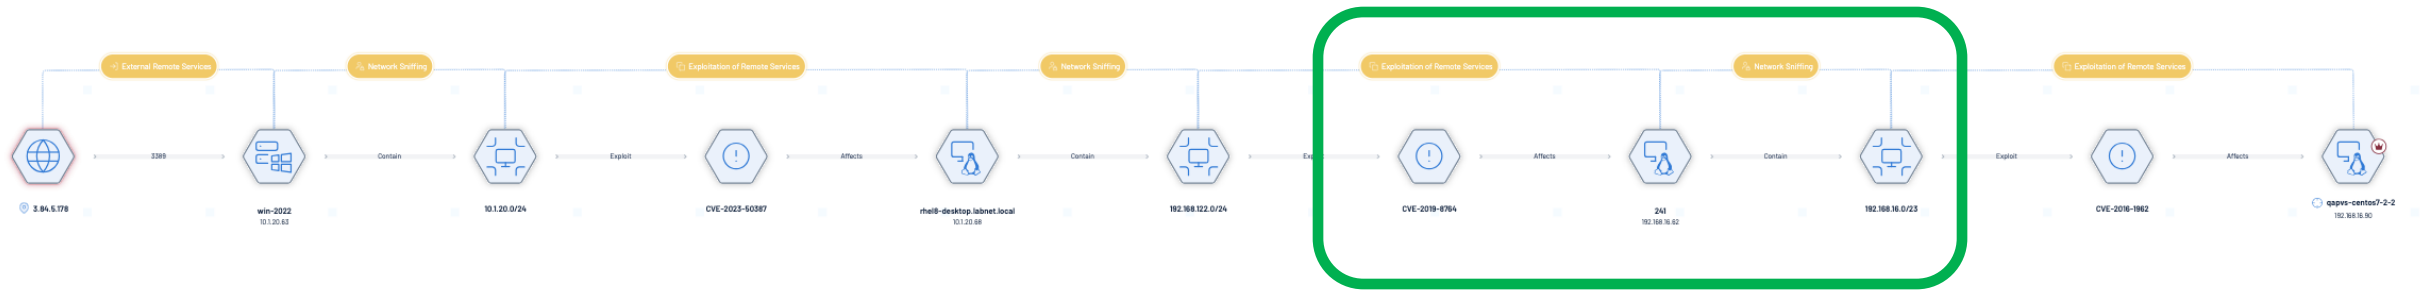 External Remote Services
Network Sniffing
Exploitation of Remote Services
Network Sniffing
Exploitation of Remote Services
Network Sniffing
Exploitation of Remote Services
3389
Contain
Exploit
Affects
Contain
Exp
Affects
Contain
Exploit
Affects
3.84.5.178
win-2022
10.1.20.63
10.1.20.0/24
CVE-2023-50387
rhel8-desktop.labnet.local
10.1.20.68
192.168.122.0/24
CVE-2019-8764
241
192.168.16.62
192.168.16.0/23
CVE-2016-1962
qapvs-centos7-2-2
192.168.16.90